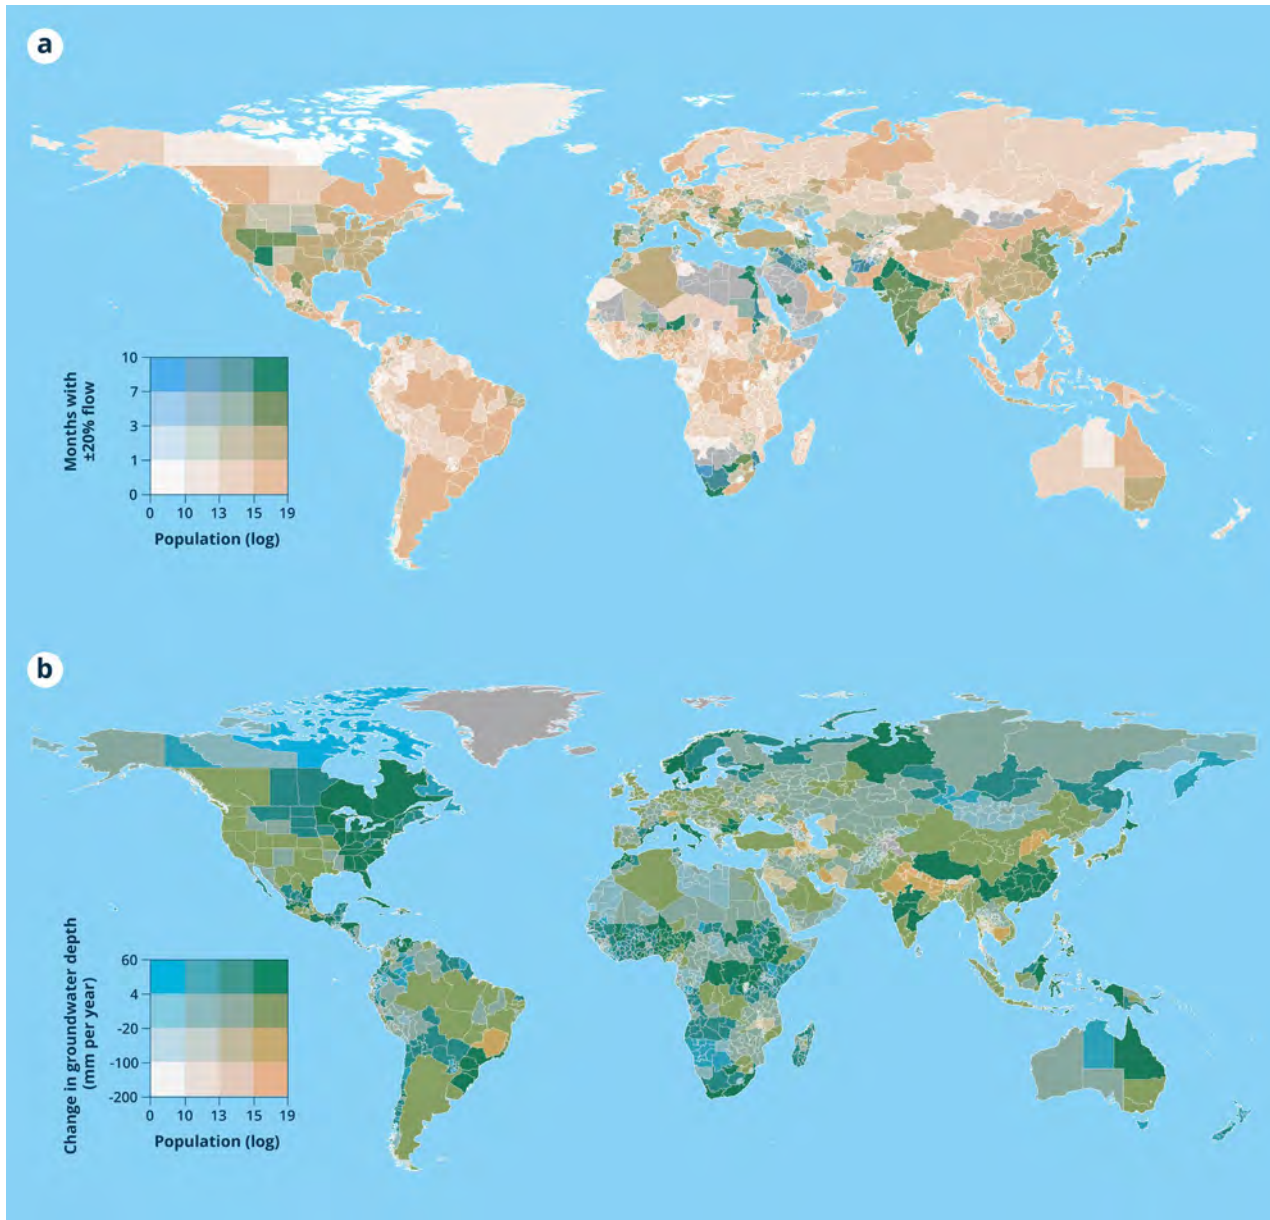 a
10
7
3
1
0
Months with
±20% flow
0 10 13 15 19
Population (log)
b
60
4
-20
-100
-200
Change in groundwater depth
(mm per year)
0 10 13 15 19
Population (log)